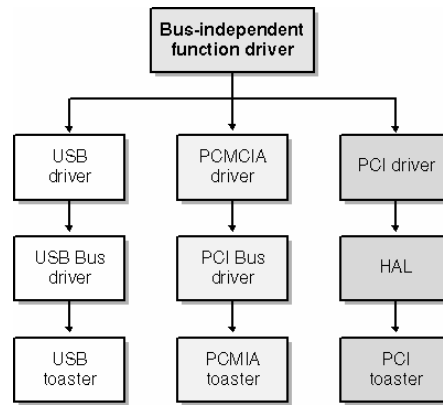 Bus-independent
function driver
USB
driver
PCMCIA
driver
PCI driver
USB Bus
driver
PCI Bus
driver
HAL
USB
toaster
PCMIA
toaster
PCI
toaster